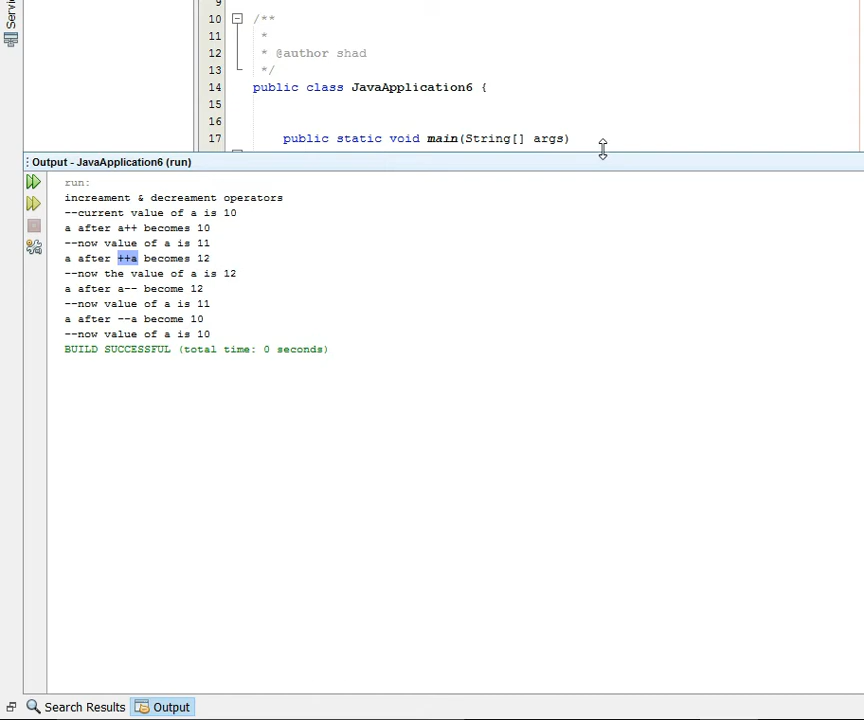 Servi
9
10 /**
11 *
12 * @author shad
13 */
14 public class JavaApplication6 {
15
16
17 public static void main(String[] args)
Output - JavaApplication6 (run)
run:
increament & decreament operators
--current value of a is 10
a after a++ becomes 10
--now value of a is 11
a after ++a becomes 12
--now the value of a is 12
a after a-- become 12
--now value of a is 11
a after --a become 10
--now value of a is 10
BUILD SUCCESSFUL (total time: 0 seconds)
Search Results Output